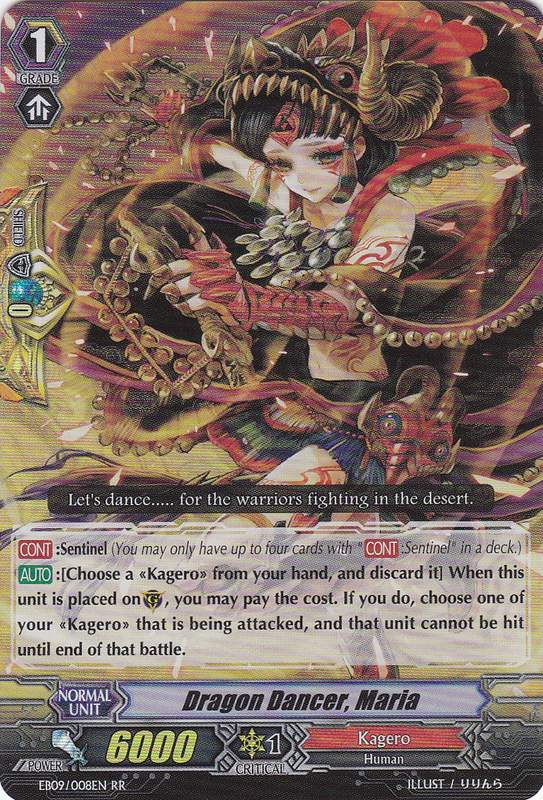 1
GRADE
SHIELD
0
Let's dance..... for the warriors fighting in the desert.
CONT :Sentinel (You may only have up to four cards with "CONT :Sentinel" in a deck.)
AUTO :[Choose a «Kagero» from your hand, and discard it] When this
unit is placed on , you may pay the cost. If you do, choose one of
your «Kagero» that is being attacked, and that unit cannot be hit
until end of that battle.
NORMAL
UNIT
Dragon Dancer, Maria
POWER
6000
1
CRITICAL
Kagero
Human
EB09/008EN RR
ILLUST / りりんら